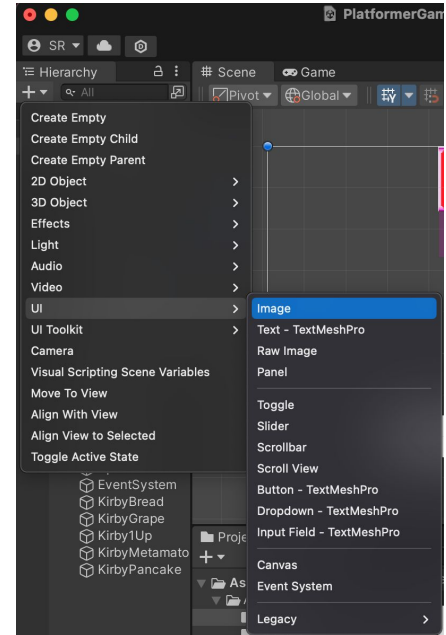 PlatformerGam
SR
Hierarchy
# Scene
Game
All
Pivot
Global
Create Empty
Create Empty Child
Create Empty Parent
2D Object
3D Object
Effects
Light
Audio
Video
UI
UI Toolkit
Camera
Visual Scripting Scene Variables
Move To View
Align With View
Align View to Selected
Toggle Active State
Image
Text - TextMeshPro
Raw Image
Panel
Toggle
Slider
Scrollbar
Scroll View
Button - TextMeshPro
Dropdown - TextMeshPro
Input Field - TextMeshPro
Canvas
Event System
Legacy
EventSystem
KirbyBread
KirbyGrape
Kirby1Up
KirbyMetamato
KirbyPancake
Proje
As